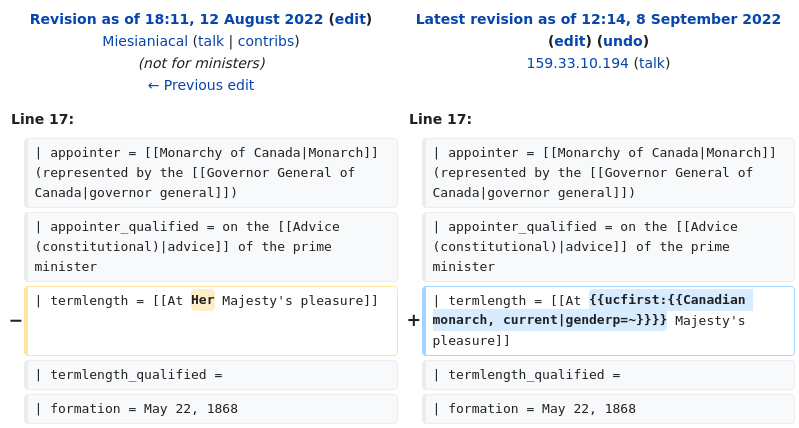 Revision as of 18:11, 12 August 2022 (edit)
Miesianiacal (talk | contribs)
(not for ministers)
← Previous edit
Latest revision as of 12:14, 8 September 2022
(edit) (undo)
159.33.10.194 (talk)
Line 17:
Line 17:
| appointer = [[Monarchy of Canada|Monarch]]
(represented by the [[Governor General of
Canada|governor general]])
| appointer = [[Monarchy of Canada|Monarch]]
(represented by the [[Governor General of
Canada|governor general]])
| appointer_qualified = on the [[Advice
(constitutional)|advice]] of the prime
minister
| appointer_qualified = on the [[Advice
(constitutional)|advice]] of the prime
minister
− | termlength = [[At Her Majesty's pleasure]]
+ | termlength = [[At {{ucfirst:{{Canadian
monarch, current|genderp=~}}}} Majesty's
pleasure]]
| termlength_qualified =
| termlength_qualified =
| formation = May 22, 1868
| formation = May 22, 1868